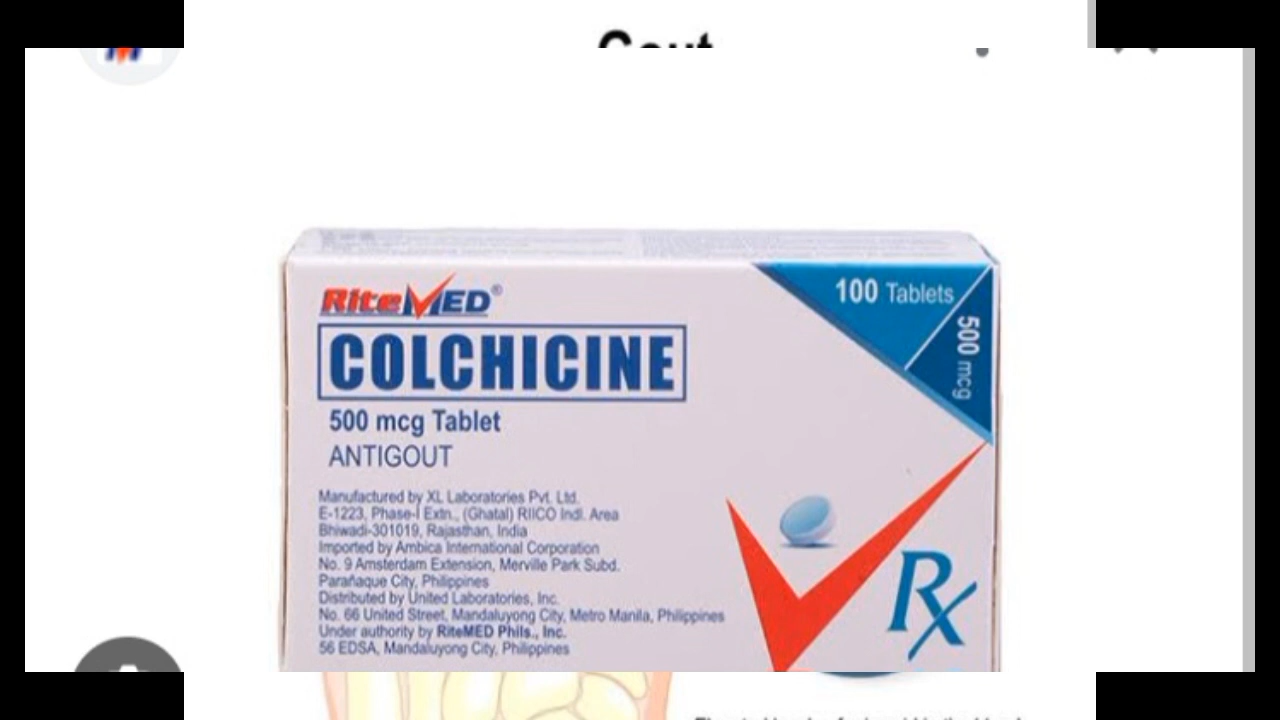 Gout
RiteMED®
COLCHICINE
500 mcg Tablet
ANTIGOUT
100 Tablets
500 mcg
Manufactured by XL Laboratories Pvt. Ltd.
E-1223, Phase-I Extn., (Ghatal) RIICO Indl. Area
Bhiwadi-301019, Rajasthan, India
Imported by Ambica International Corporation
No. 9 Amsterdam Extension, Merville Park Subd.
Parañaque City, Philippines
Distributed by United Laboratories, Inc.
No. 66 United Street, Mandaluyong City, Metro Manila, Philippines
Under authority by RiteMED Phils., Inc.
56 EDSA, Mandaluyong City, Philippines
Rx